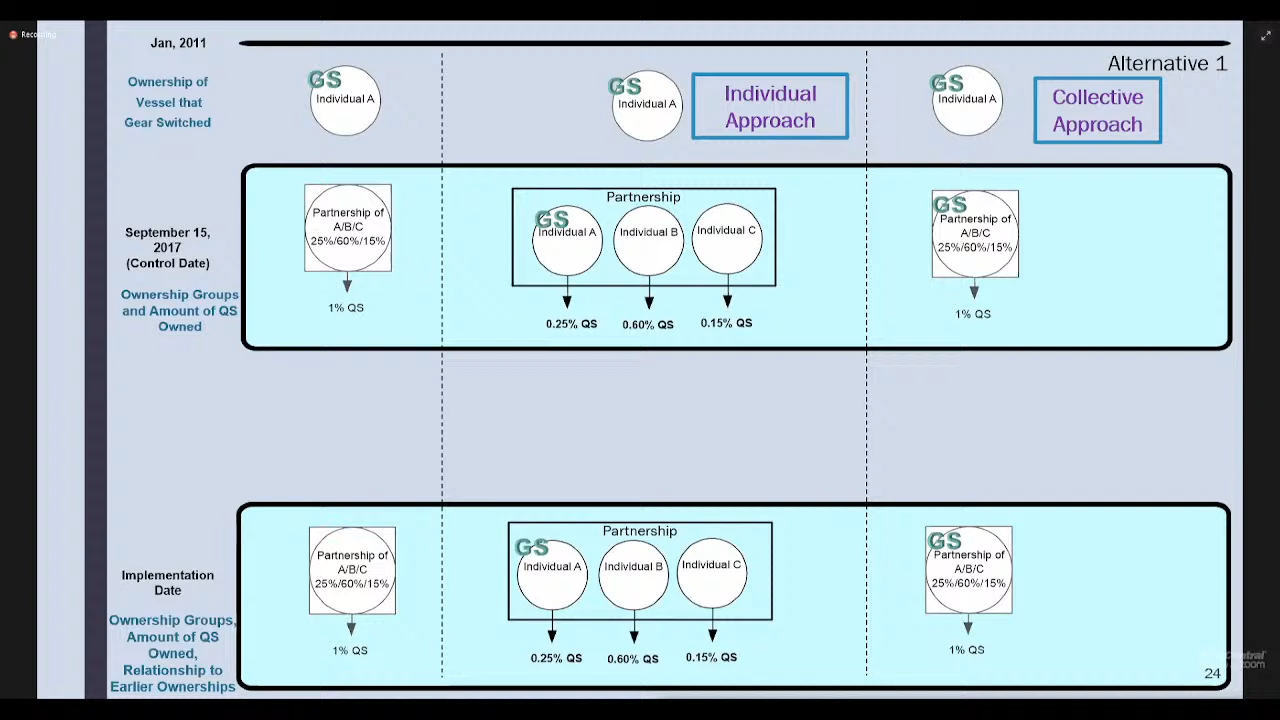 Recording
Jan, 2011
Alternative 1
Ownership of
Vessel that
Gear Switched
GS
Individual A
GS
Individual A
Individual
Approach
GS
Individual A
Collective
Approach
September 15,
2017
(Control Date)
Ownership Groups
and Amount of QS
Owned
Partnership of
A/B/C
25%/60%/15%
1% QS
Partnership
GS
Individual A
Individual B
Individual C
0.25% QS
0.60% QS
0.15% QS
GS
Partnership of
A/B/C
25%/60%/15%
1% QS
Implementation
Date
Ownership Groups,
Amount of QS
Owned,
Relationship to
Earlier Ownerships
Partnership of
A/B/C
25%/60%/15%
1% QS
Partnership
GS
Individual A
Individual B
Individual C
0.25% QS
0.60% QS
0.15% QS
GS
Partnership of
A/B/C
25%/60%/15%
1% QS
24